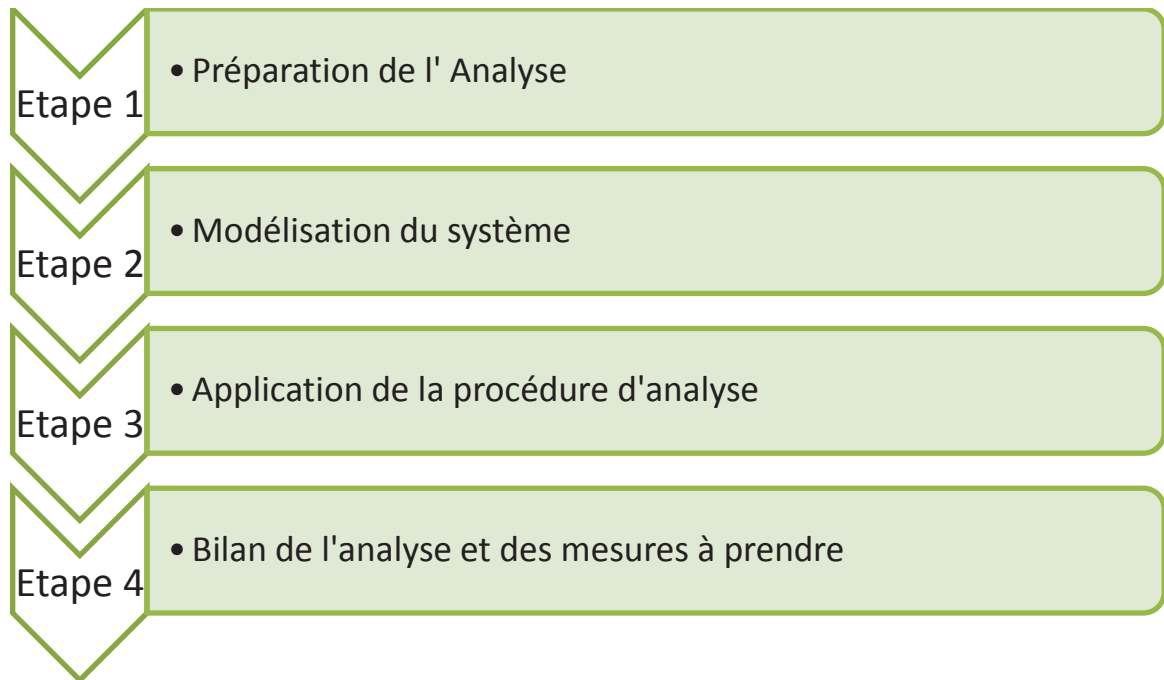 Etape 1
• Préparation de l' Analyse
Etape 2
• Modélisation du système
Etape 3
• Application de la procédure d'analyse
Etape 4
• Bilan de l'analyse et des mesures à prendre